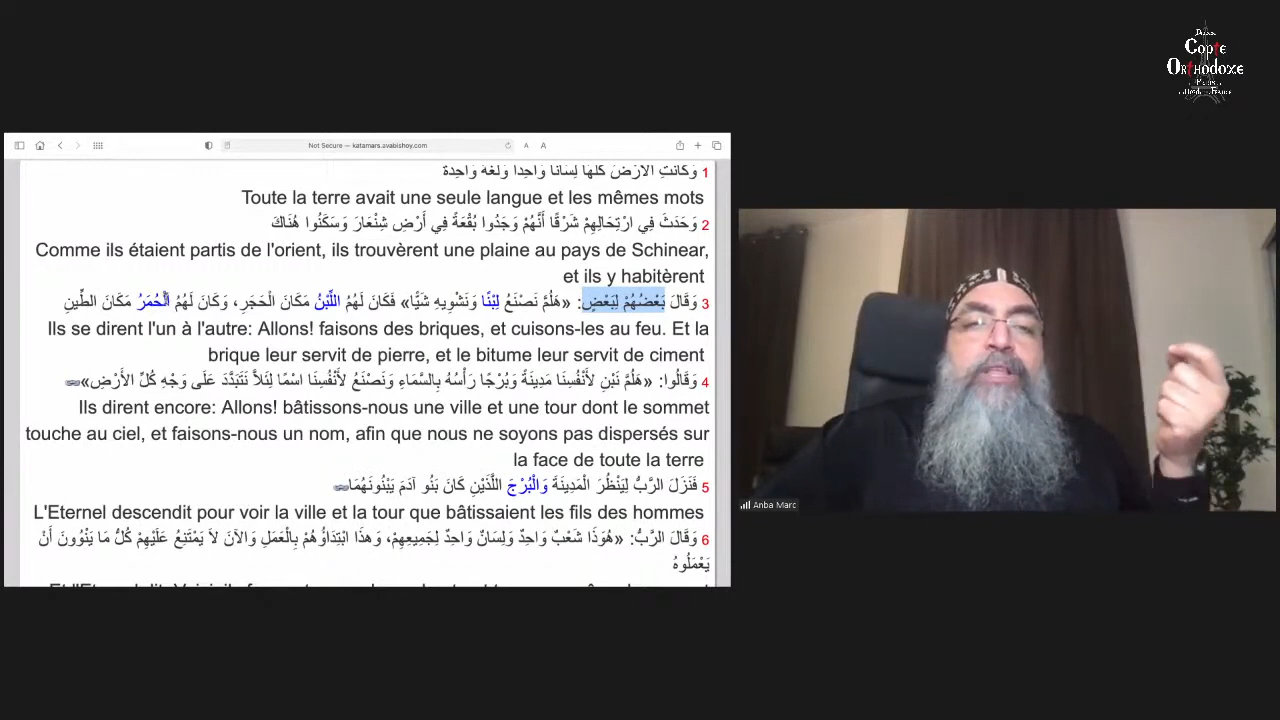 Copte
Orthodoxe
Not Secure — katamars.avabishoy.com
A A
1 وَكَانَتِ الأَرْضُ كُلُّهَا لِسَانًا وَاحِدًا وَلُغَةً وَاحِدَةً
Toute la terre avait une seule langue et les mêmes mots
2 وَحَدَثَ فِي ارْتِحَالِهِمْ شَرْقًا أَنَّهُمْ وَجَدُوا بُقْعَةً فِي أَرْضِ شِنْعَارَ وَسَكَنُوا هُنَاكَ
Comme ils étaient partis de l'orient, ils trouvèrent une plaine au pays de Schinear,
et ils y habitèrent
3 وَقَالَ بَعْضُهُمْ لِبَعْضٍ: «هَلُمَّ نَصْنَعُ لِبْنًا وَنَشْوِيهِ شَيًّا» فَكَانَ لَهُمُ اللِّبْنُ مَكَانَ الْحَجَرِ، وَكَانَ لَهُمُ الْحُمَرُ مَكَانَ الطِّينِ
Ils se dirent l'un à l'autre: Allons! faisons des briques, et cuisons-les au feu. Et la
brique leur servit de pierre, et le bitume leur servit de ciment
4 وَقَالُوا: «هَلُمَّ نَبْنِ لأَنْفُسِنَا مَدِينَةً وَبُرْجًا رَأْسُهُ بِالسَّمَاءِ وَنَصْنَعُ لأَنْفُسِنَا اسْمًا لِئَلاَّ نَتَبَدَّدَ عَلَى وَجْهِ كُلِّ الأَرْضِ»
Ils dirent encore: Allons! bâtissons-nous une ville et une tour dont le sommet
touche au ciel, et faisons-nous un nom, afin que nous ne soyons pas dispersés sur
la face de toute la terre
5 فَنَزَلَ الرَّبُّ لِيَنْظُرَ الْمَدِينَةَ وَالْبُرْجَ اللَّذَيْنِ كَانَ بَنُو آدَمَ يَبْنُونَهُمَا
L'Eternel descendit pour voir la ville et la tour que bâtissaient les fils des hommes
6 وَقَالَ الرَّبُّ: «هُوَذَا شَعْبٌ وَاحِدٌ وَلِسَانٌ وَاحِدٌ لِجَمِيعِهِمْ، وَهذَا ابْتِدَاؤُهُمْ بِالْعَمَلِ وَالآنَ لاَ يَمْتَنِعُ عَلَيْهِمْ كُلُّ مَا يَنْوُونَ أَنْ
يَعْمَلُوهُ
Anba Marc